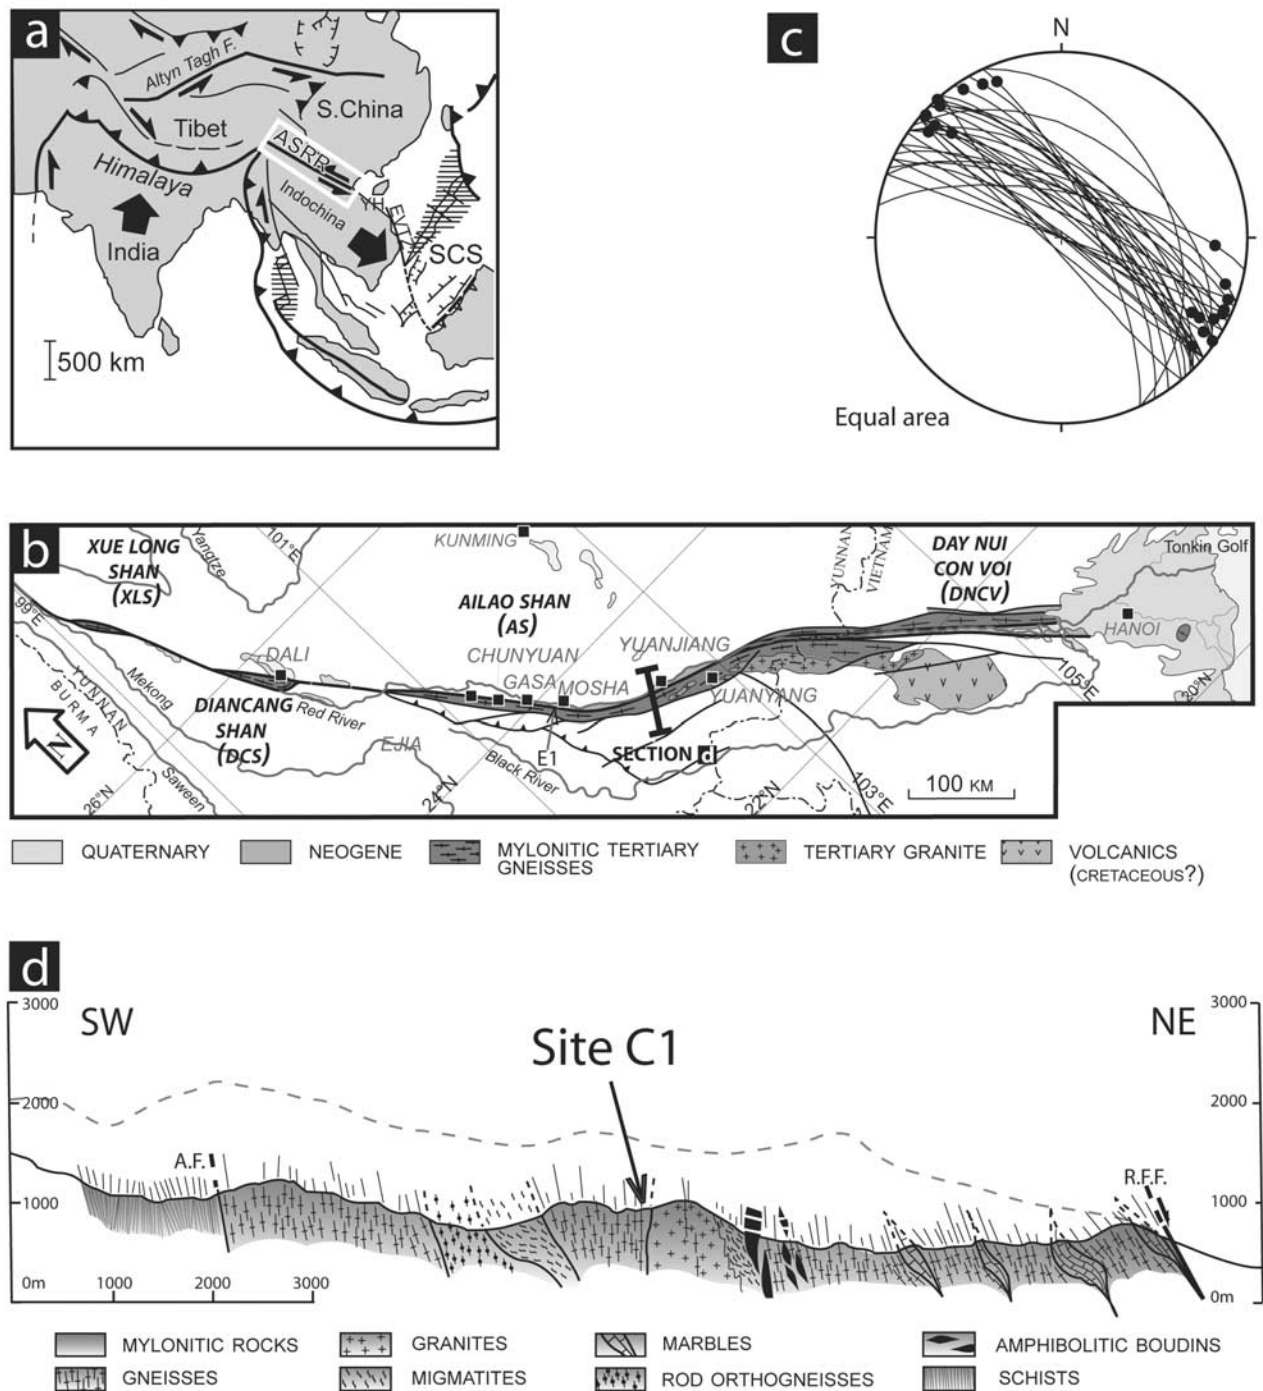 a
Altyn Tagh F.
S.China
Tibet
ASRR
Himalaya
Indochina
YH
EVT
India
SCS
500 km
c
N
Equal area
b
XUE LONG
SHAN
(XLS)
Yangtze
101°E
KUNMING
YUNNAN
VIETNAM
DAY NUI
CON VOI
(DNCV)
Tonkin Golf
99°E
AILAO SHAN
(AS)
YUANJIANG
HANOI
DALI
CHUNYUAN
GASA
MOSHA
YUANYANG
105°E
20°N
Mekong
YUNNAN
BURMA
Red River
DIANCANG
SHAN
(DCS)
EJIA
E1
SECTION d
Black River
N
Saween
26°N
24°N
22°N
103°E
100 KM
QUATERNARY
NEOGENE
MYLONITIC TERTIARY
GNEISSES
TERTIARY GRANITE
VOLCANICS
(CRETACEOUS?)
d
3000
SW
NE
3000
Site C1
2000
2000
A.F.
R.F.F.
1000
1000
0m
1000
2000
3000
0m
MYLONITIC ROCKS
GRANITES
MARBLES
AMPHIBOLITIC BOUDINS
GNEISSES
MIGMATITES
ROD ORTHOGNEISSES
SCHISTS